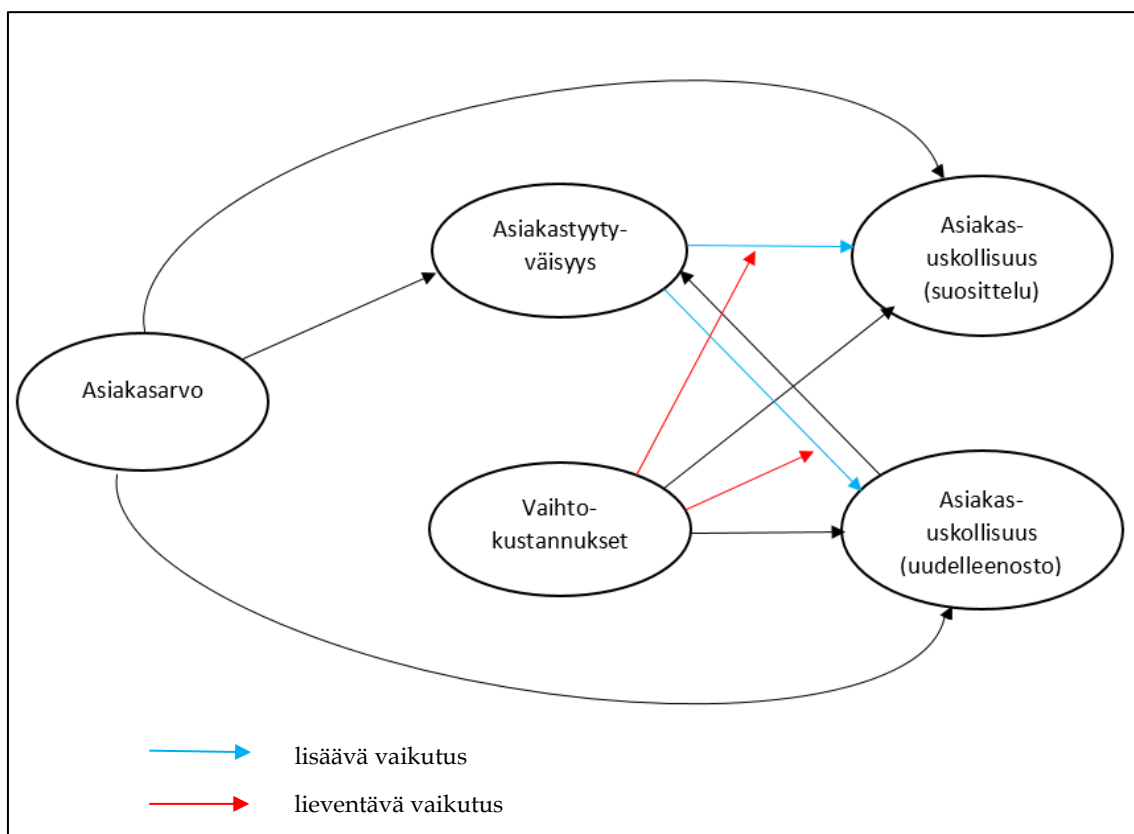 Asiakastyyty-
väisyys
Asiakas-
uskollisuus
(suosittelu)
Asiakasarvo
Vaihto-
kustannukset
Asiakas-
uskollisuus
(uudelleenosto)
lisäävä vaikutus
lieventävä vaikutus